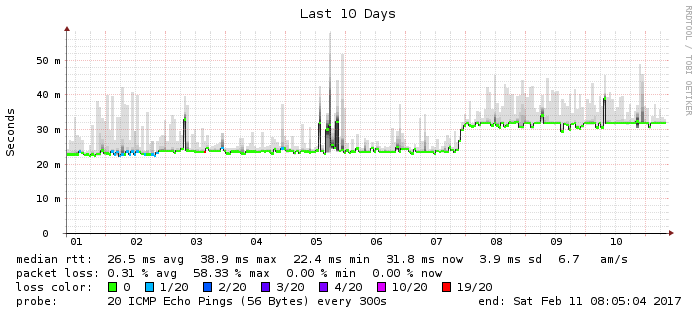 Last 10 Days
RRDTOOL / TOBI OETIKER
Seconds
50 m
40 m
30 m
20 m
10 m
0
01 02 03 04 05 06 07 08 09 10
median rtt: 26.5 ms avg 38.9 ms max 22.4 ms min 31.8 ms now 3.9 ms sd 6.7 am/s
packet loss: 0.31 % avg 58.33 % max 0.00 % min 0.00 % now
loss color: 0 1/20 2/20 3/20 4/20 10/20 19/20
probe: 20 ICMP Echo Pings (56 Bytes) every 300s end: Sat Feb 11 08:05:04 2017